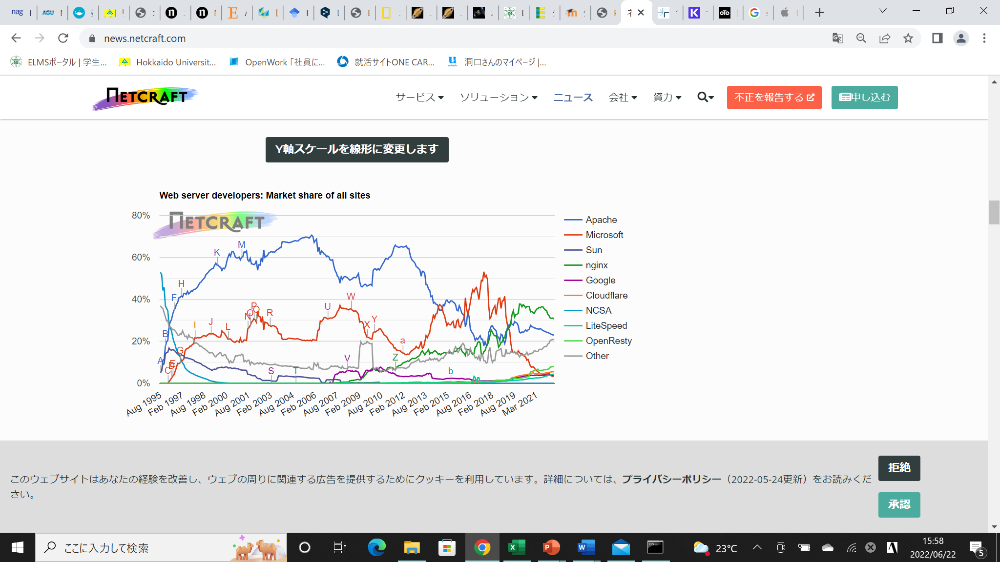 nag
AGU
news.netcraft.com
ELMSポータル | 学生...
Hokkaido Universit...
OpenWork 「社員に...
就活サイトONE CAR...
洞口さんのマイページ |...
NETCRAFT
サービス
ソリューション
ニュース
会社
資力
不正を報告する
申し込む
Y軸スケールを線形に変更します
Web server developers: Market share of all sites
NETCRAFT
80%
60%
40%
20%
0%
A
B
C
D
E
F
G
H
I
J
K
L
M
N
O
P
Q
R
S
T
U
V
W
X
Y
Z
a
b
Aug 1995
Feb 1997
Aug 1998
Feb 2000
Aug 2001
Feb 2003
Aug 2004
Feb 2006
Aug 2007
Feb 2009
Aug 2010
Feb 2012
Aug 2013
Feb 2015
Aug 2016
Feb 2018
Aug 2019
Mar 2021
Apache
Microsoft
Sun
nginx
Google
Cloudflare
NCSA
LiteSpeed
OpenResty
Other
このウェブサイトはあなたの経験を改善し、ウェブの周りに関連する広告を提供するためにクッキーを利用しています。詳細については、プライバシーポリシー（2022-05-24更新）をお読みくだ
さい。
拒絶
承認
ここに入力して検索
23°C
15:58
2022/06/22
5